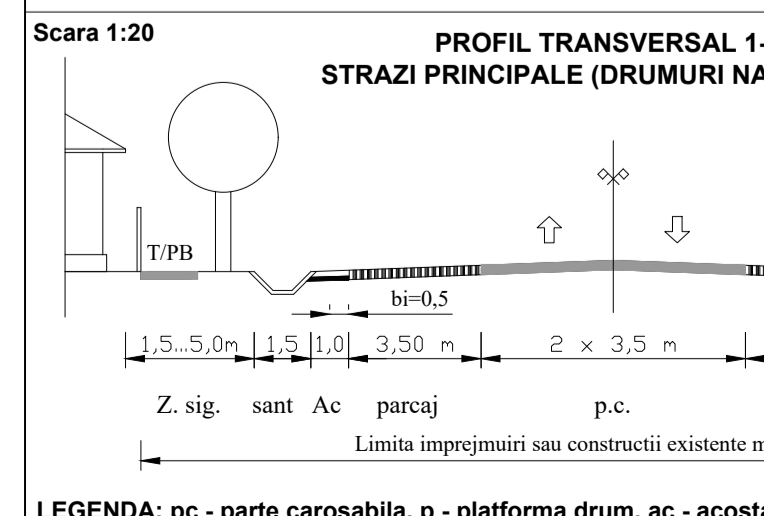 Scara 1:20
PROFIL TRANSVERSAL 1-
STRAZI PRINCIPALE (DRUMURI NA
T/PB
bi=0,5
1,5...5,0m 1,5 1,0 3,50 m 2 x 3,5 m
Z. sig. sant Ac parcaj p.c.
Limita imprejmuiri sau constructii existente m
LEGENDA: pc - parte carosabila, p - platforma drum, ac - acosta